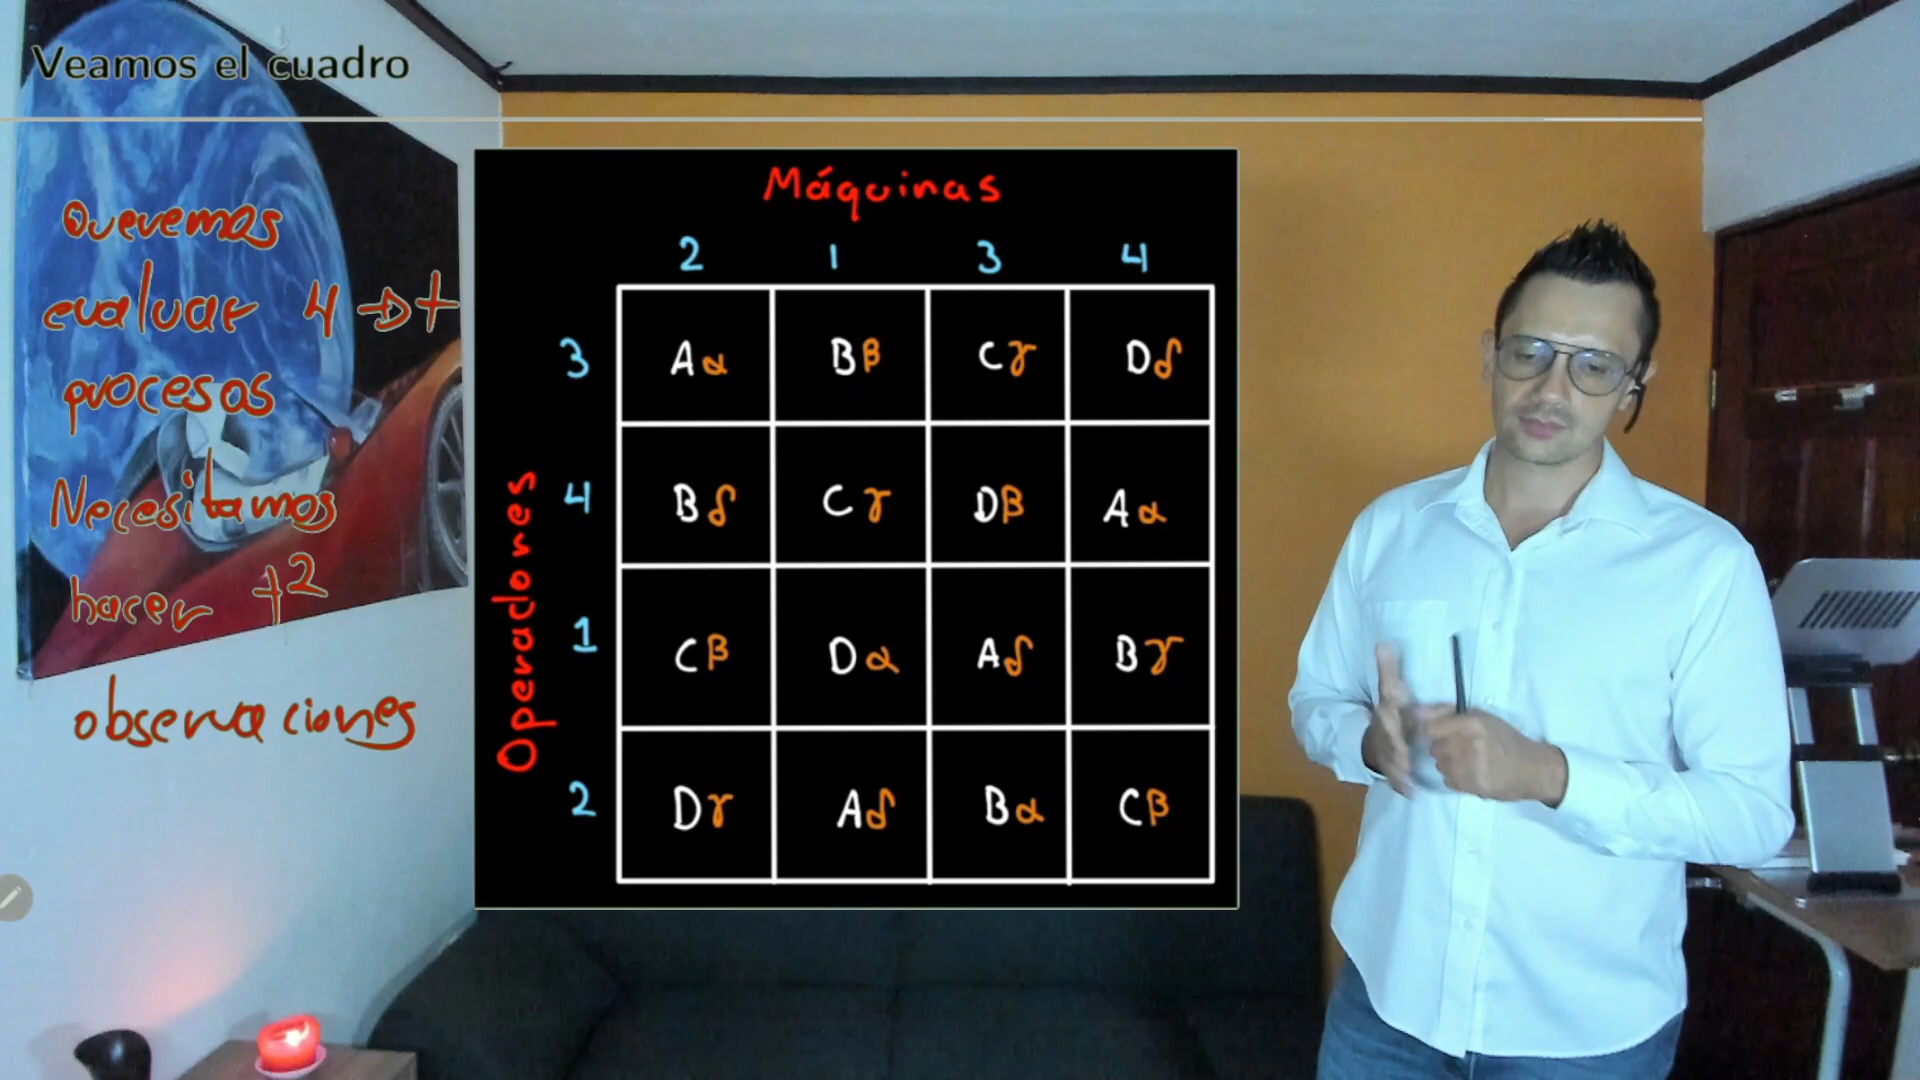 Veamos el cuadro
Queremos
evaluar 4 → t
procesos
Necesitamos
hacer t²
observaciones
Máquinas
2 1 3 4
Operadores
3 Aα Bβ Cγ Dδ
4 Bδ Cγ Dβ Aα
1 Cβ Dα Aδ Bγ
2 Dγ Aδ Bα Cβ